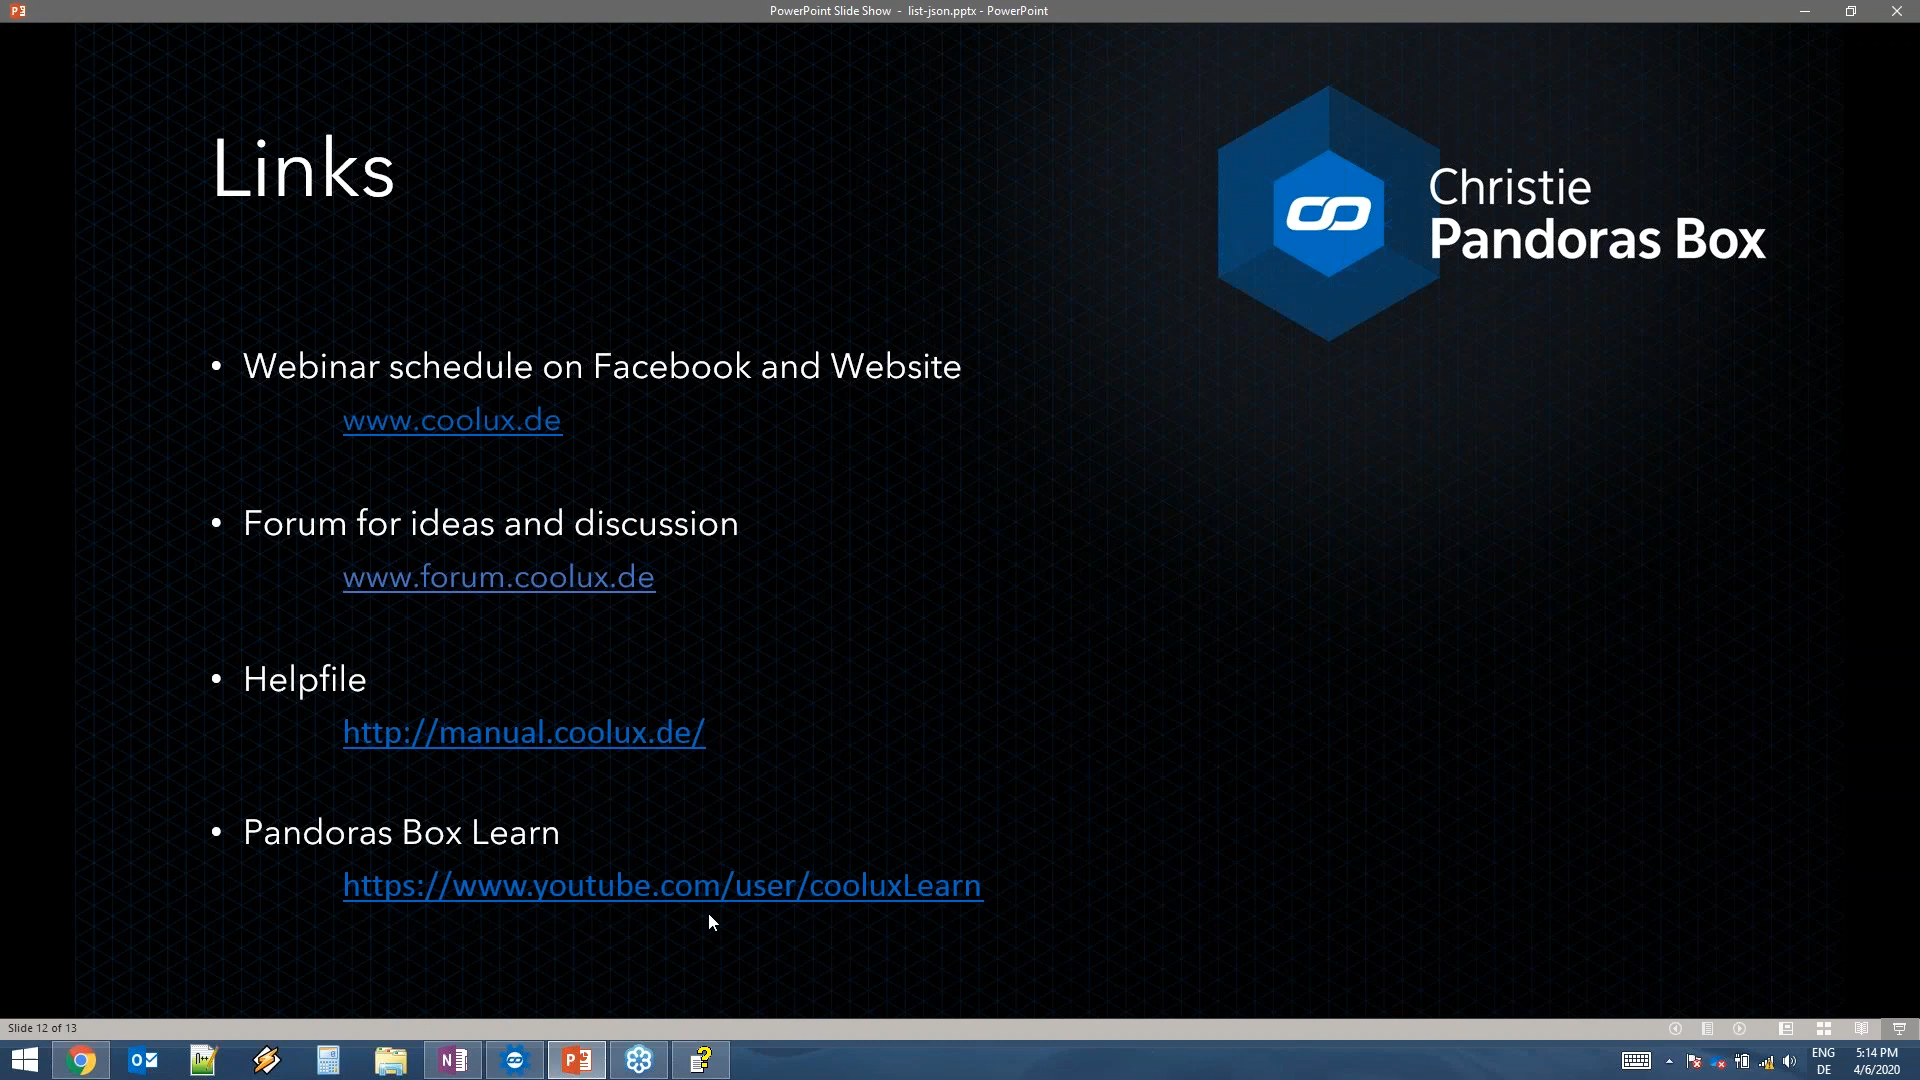 PowerPoint Slide Show - list-json.pptx - PowerPoint
Links
Christie
Pandoras Box
• Webinar schedule on Facebook and Website
www.coolux.de
• Forum for ideas and discussion
www.forum.coolux.de
• Helpfile
http://manual.coolux.de/
• Pandoras Box Learn
https://www.youtube.com/user/cooluxLearn
Slide 12 of 13
ENG 5:14 PM
DE 4/6/2020